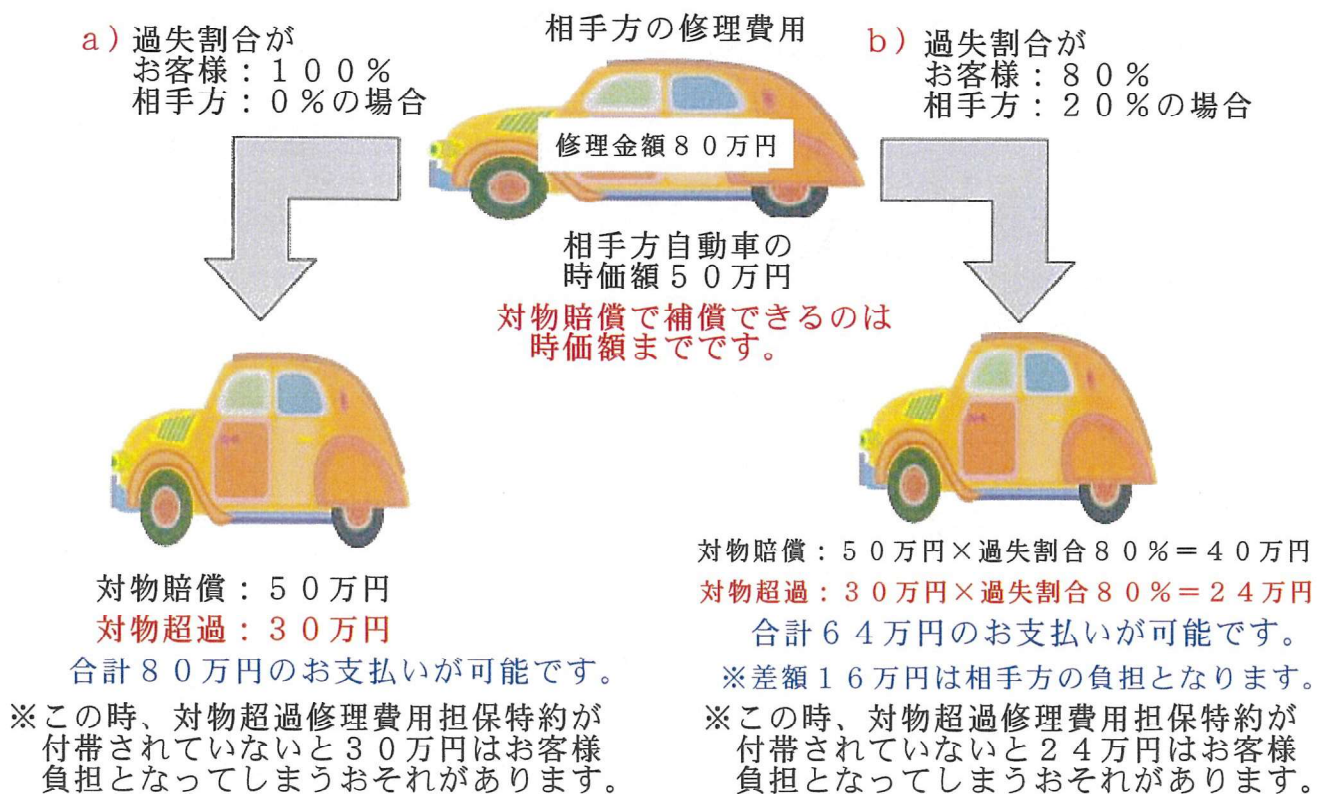 a）過失割合が
お客様：１００％
相手方：０％の場合
相手方の修理費用
修理金額８０万円
相手方自動車の
時価額５０万円
対物賠償で補償できるのは
時価額までです。
b）過失割合が
お客様：８０％
相手方：２０％の場合
対物賠償：５０万円
対物超過：３０万円
合計８０万円のお支払いが可能です。
※この時、対物超過修理費用担保特約が
付帯されていないと３０万円はお客様
負担となってしまうおそれがあります。
対物賠償：５０万円×過失割合８０％＝４０万円
対物超過：３０万円×過失割合８０％＝２４万円
合計６４万円のお支払いが可能です。
※差額１６万円は相手方の負担となります。
※この時、対物超過修理費用担保特約が
付帯されていないと２４万円はお客様
負担となってしまうおそれがあります。